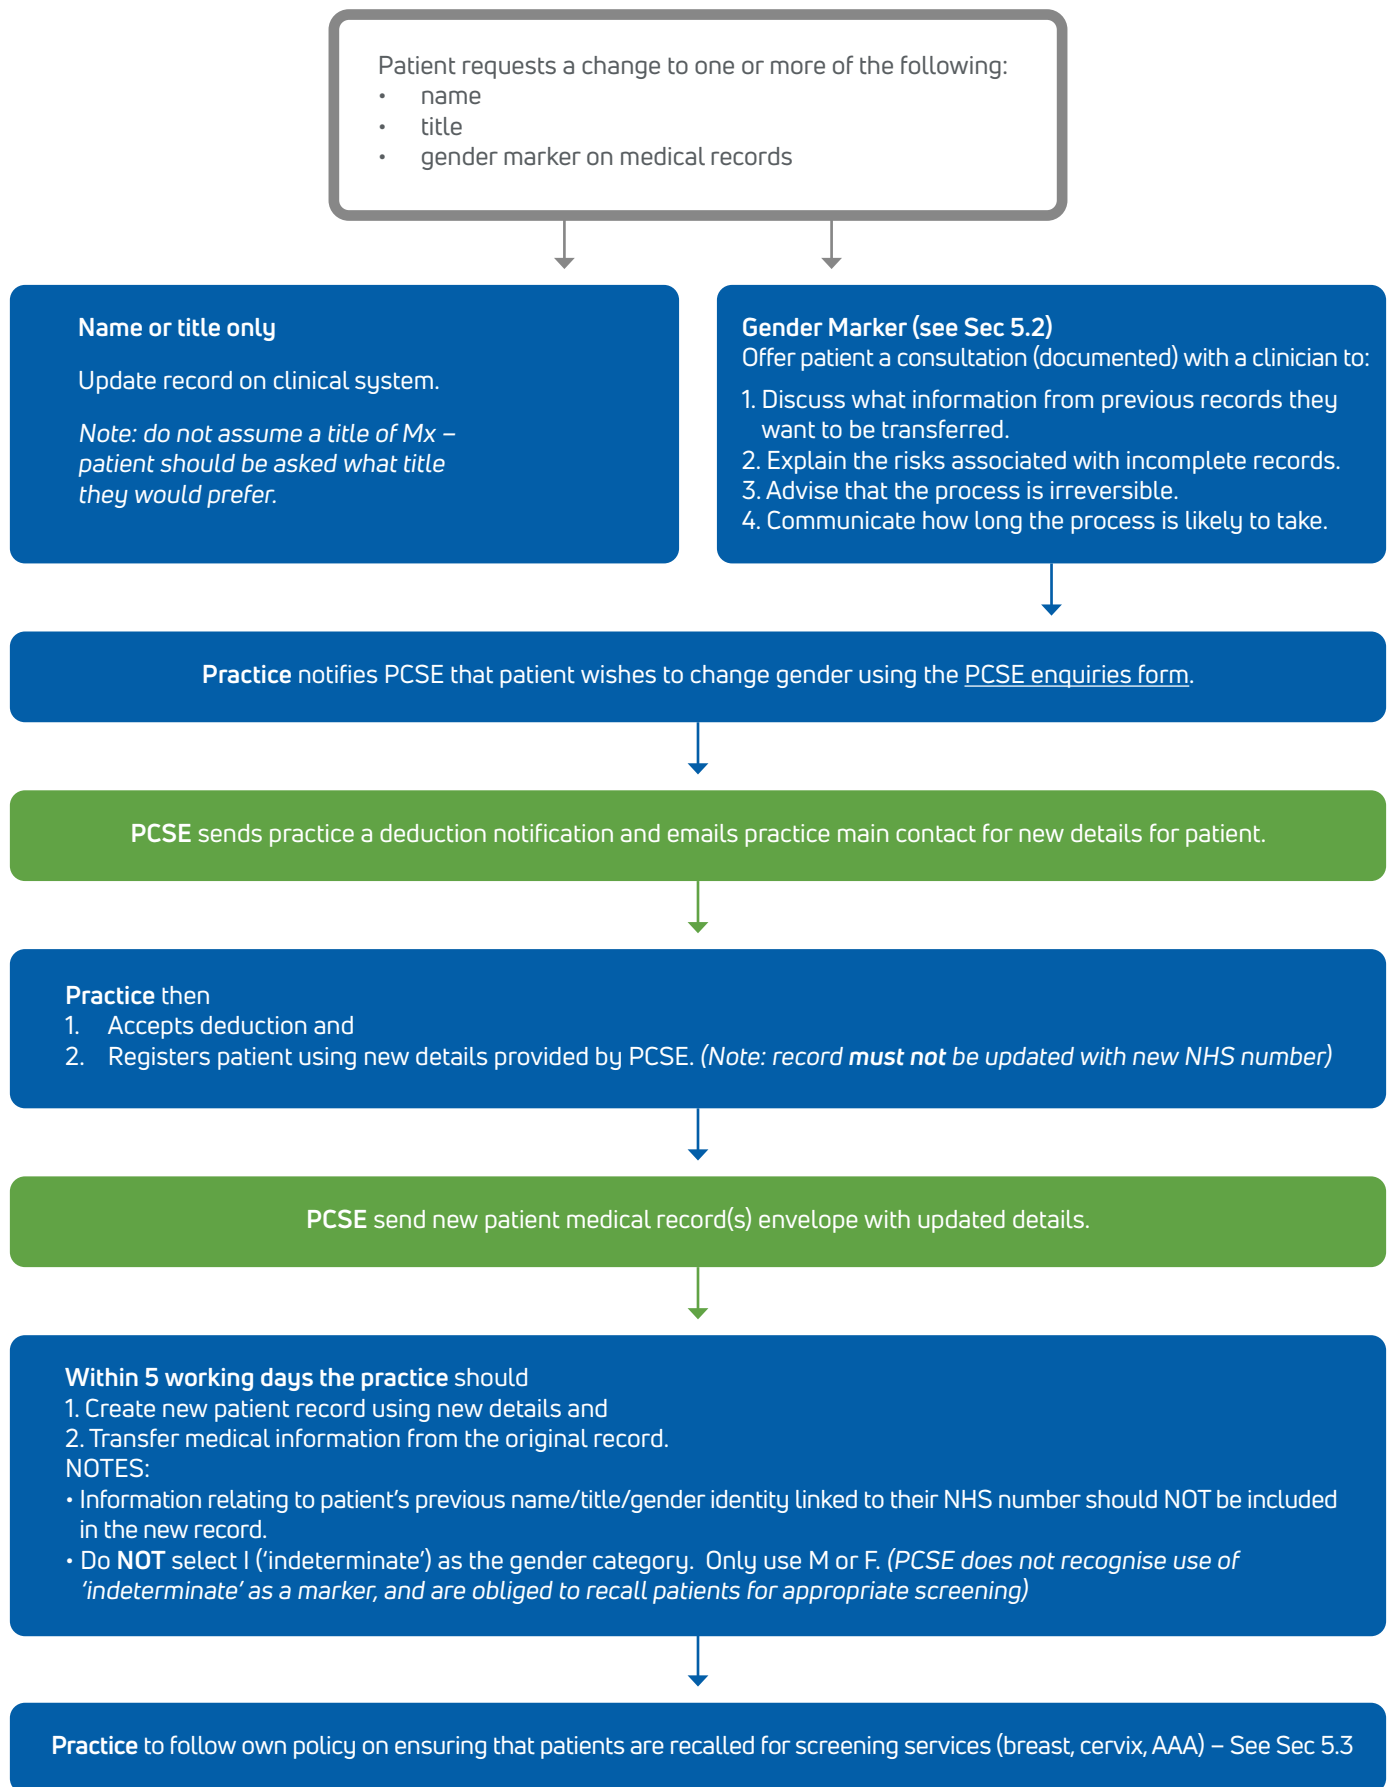 Patient requests a change to one or more of the following:
• name
• title
• gender marker on medical records
Name or title only
Update record on clinical system.
Note: do not assume a title of Mx –
patient should be asked what title
they would prefer.
Gender Marker (see Sec 5.2)
Offer patient a consultation (documented) with a clinician to:
1. Discuss what information from previous records they
want to be transferred.
2. Explain the risks associated with incomplete records.
3. Advise that the process is irreversible.
4. Communicate how long the process is likely to take.
Practice notifies PCSE that patient wishes to change gender using the PCSE enquiries form.
PCSE sends practice a deduction notification and emails practice main contact for new details for patient.
Practice then
1. Accepts deduction and
2. Registers patient using new details provided by PCSE. (Note: record must not be updated with new NHS number)
PCSE send new patient medical record(s) envelope with updated details.
Within 5 working days the practice should
1. Create new patient record using new details and
2. Transfer medical information from the original record.
NOTES:
• Information relating to patient's previous name/title/gender identity linked to their NHS number should NOT be included
in the new record.
• Do NOT select I ('indeterminate') as the gender category. Only use M or F. (PCSE does not recognise use of
'indeterminate' as a marker, and are obliged to recall patients for appropriate screening)
Practice to follow own policy on ensuring that patients are recalled for screening services (breast, cervix, AAA) – See Sec 5.3